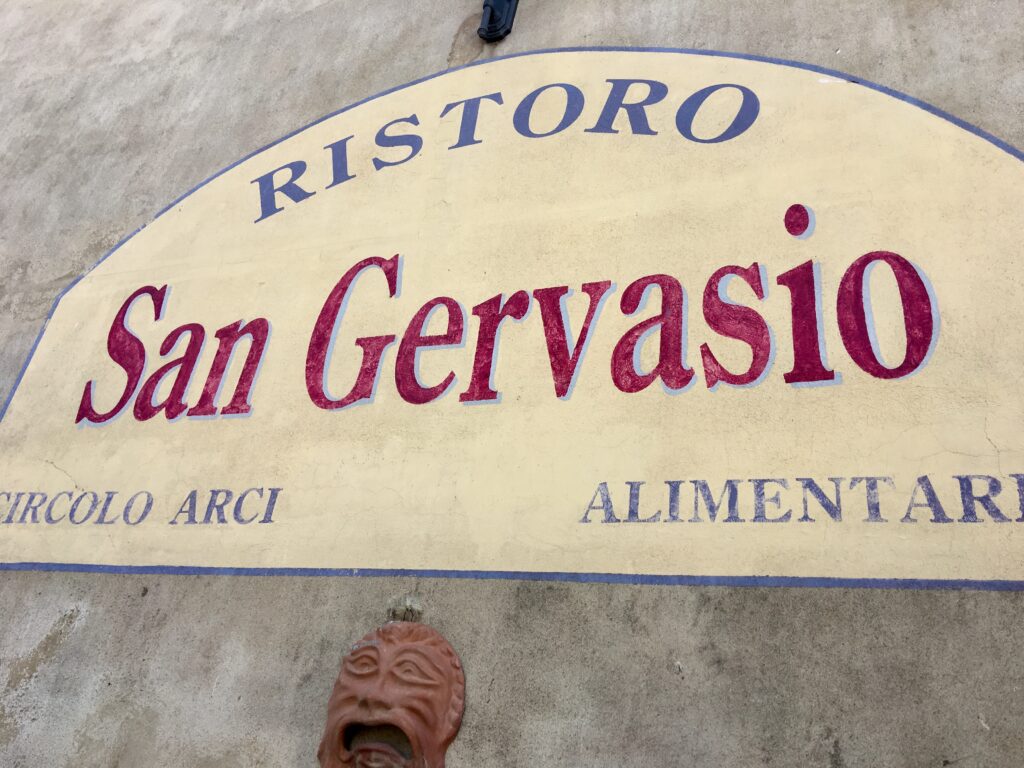 RISTORO
San Gervasio
CIRCOLO ARCI
ALIMENTARI